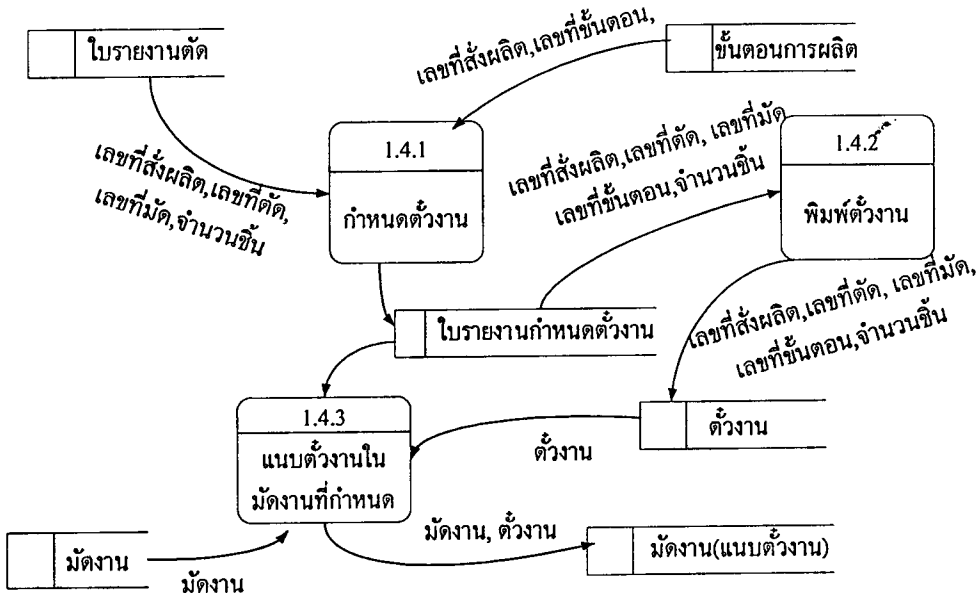 ใบรายงานตัด
เลขที่สั่งผลิต,เลขที่ขั้นตอน,
ขั้นตอนการผลิต
เลขที่สั่งผลิต,เลขที่ตัด,
เลขที่มัด,จำนวนชิ้น
1.4.1
กำหนดตั๋วงาน
เลขที่สั่งผลิต,เลขที่ตัด, เลขที่มัด
เลขที่ขั้นตอน,จำนวนชิ้น
1.4.2
พิมพ์ตั๋วงาน
ใบรายงานกำหนดตั๋วงาน
เลขที่สั่งผลิต,เลขที่ตัด, เลขที่มัด,
เลขที่ขั้นตอน,จำนวนชิ้น
1.4.3
แนบตั๋วงานใน
มัดงานที่กำหนด
ตั๋วงาน
ตั๋วงาน
มัดงาน
มัดงาน
มัดงาน, ตั๋วงาน
มัดงาน(แนบตั๋วงาน)